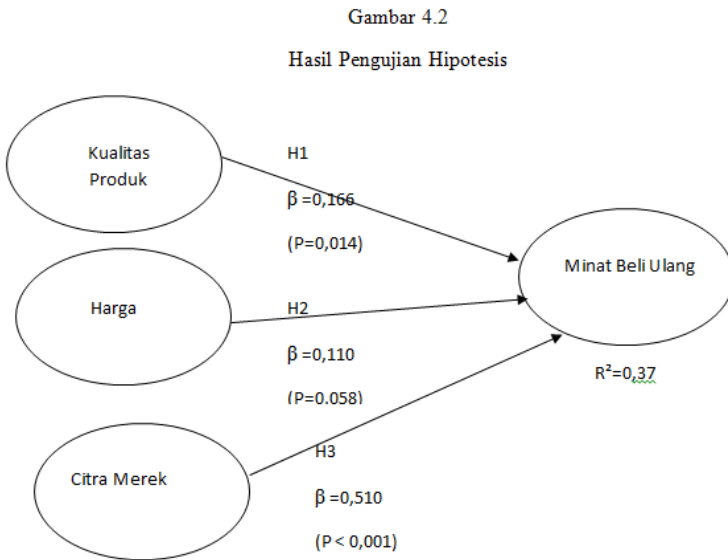 Gambar 4.2
Hasil Pengujian Hipotesis
Kualitas
Produk
H1
β =0,166
(P=0,014)
Minat Beli Ulang
Harga
H2
β =0,110
(P=0.058)
R²=0,37
Citra Merek
H3
β =0,510
(P < 0,001)